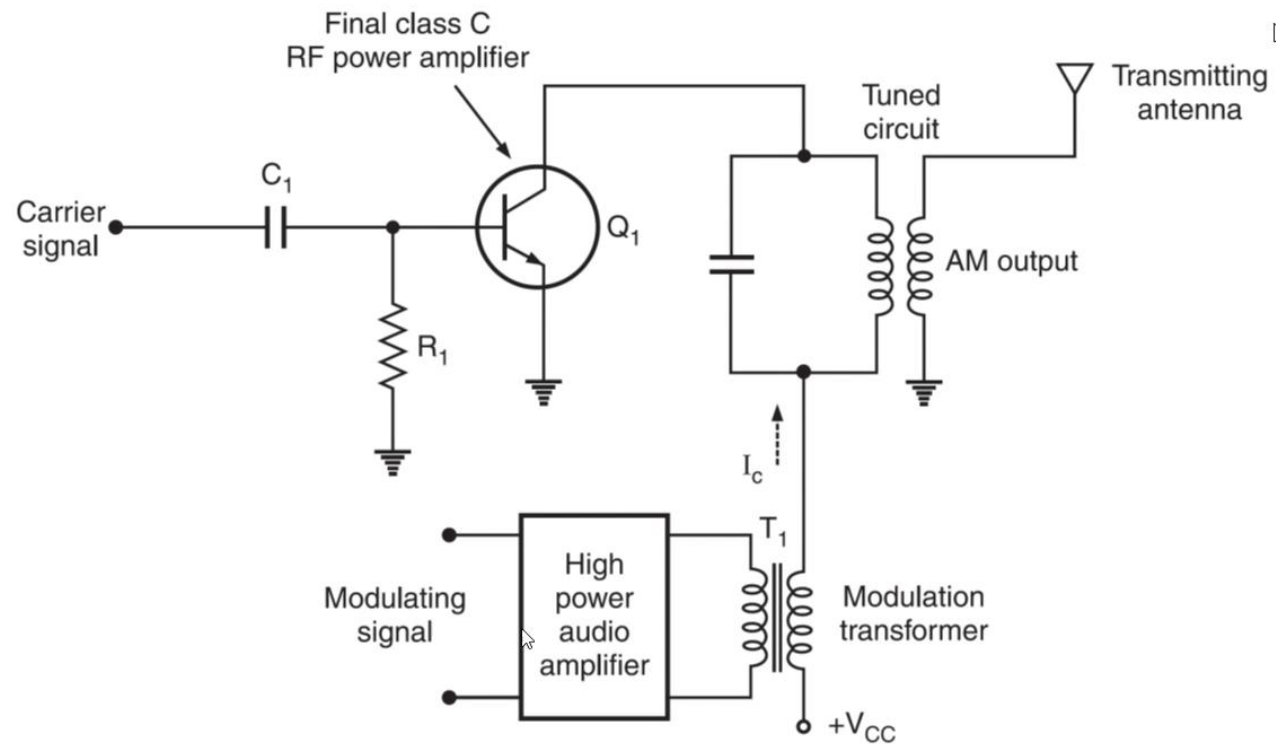 Final class C
RF power amplifier
Tuned
circuit
Transmitting
antenna
C1
Carrier
signal
Q1
AM output
R1
Ic
T1
High
power
audio
amplifier
Modulating
signal
Modulation
transformer
+VCC